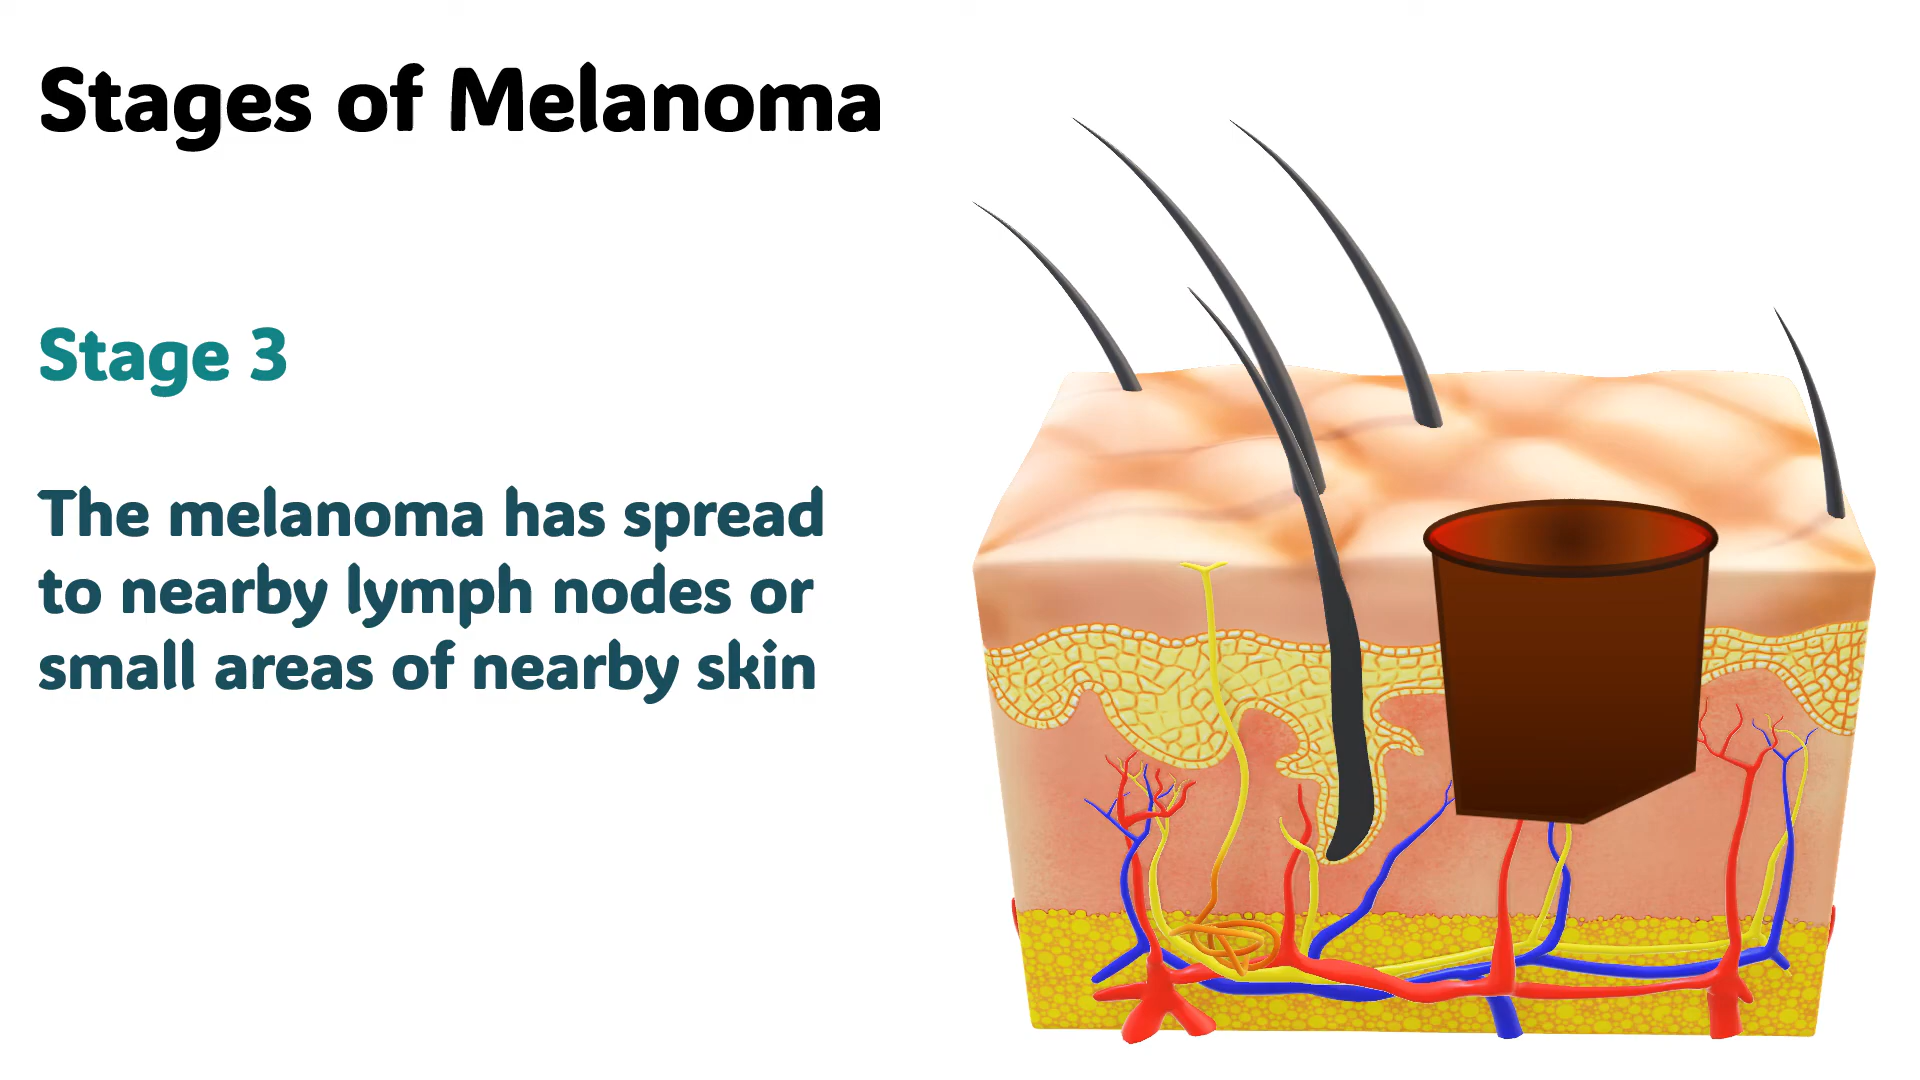 Stages of Melanoma
Stage 3
The melanoma has spread
to nearby lymph nodes or
small areas of nearby skin